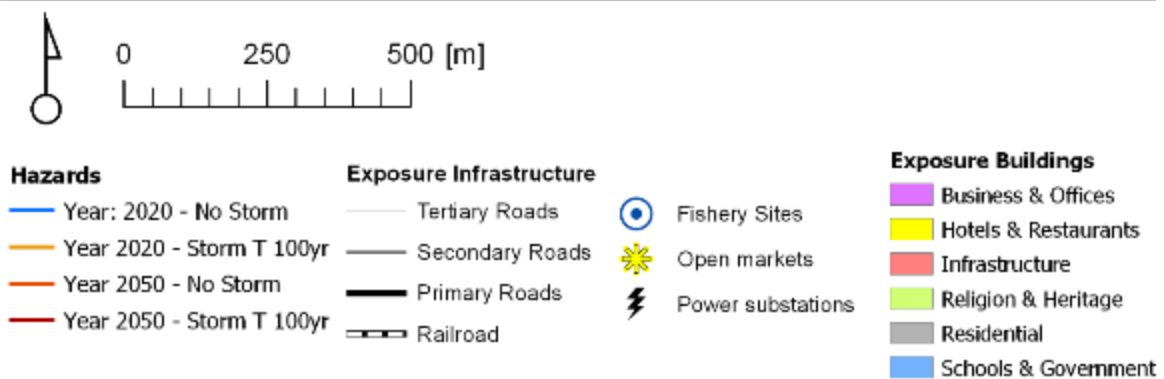 0 250 500 [m]
Hazards
Year: 2020 - No Storm
Year 2020 - Storm T 100yr
Year 2050 - No Storm
Year 2050 - Storm T 100yr
Exposure Infrastructure
Tertiary Roads
Secondary Roads
Primary Roads
Railroad
Fishery Sites
Open markets
Power substations
Exposure Buildings
Business & Offices
Hotels & Restaurants
Infrastructure
Religion & Heritage
Residential
Schools & Government